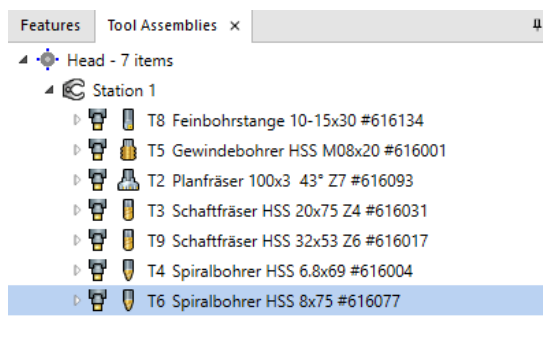 Features Tool Assemblies ×
Head - 7 items
Station 1
T8 Feinbohrstange 10-15x30 #616134
T5 Gewindebohrer HSS M08x20 #616001
T2 Planfräser 100x3 43° Z7 #616093
T3 Schaftfräser HSS 20x75 Z4 #616031
T9 Schaftfräser HSS 32x53 Z6 #616017
T4 Spiralbohrer HSS 6.8x69 #616004
T6 Spiralbohrer HSS 8x75 #616077